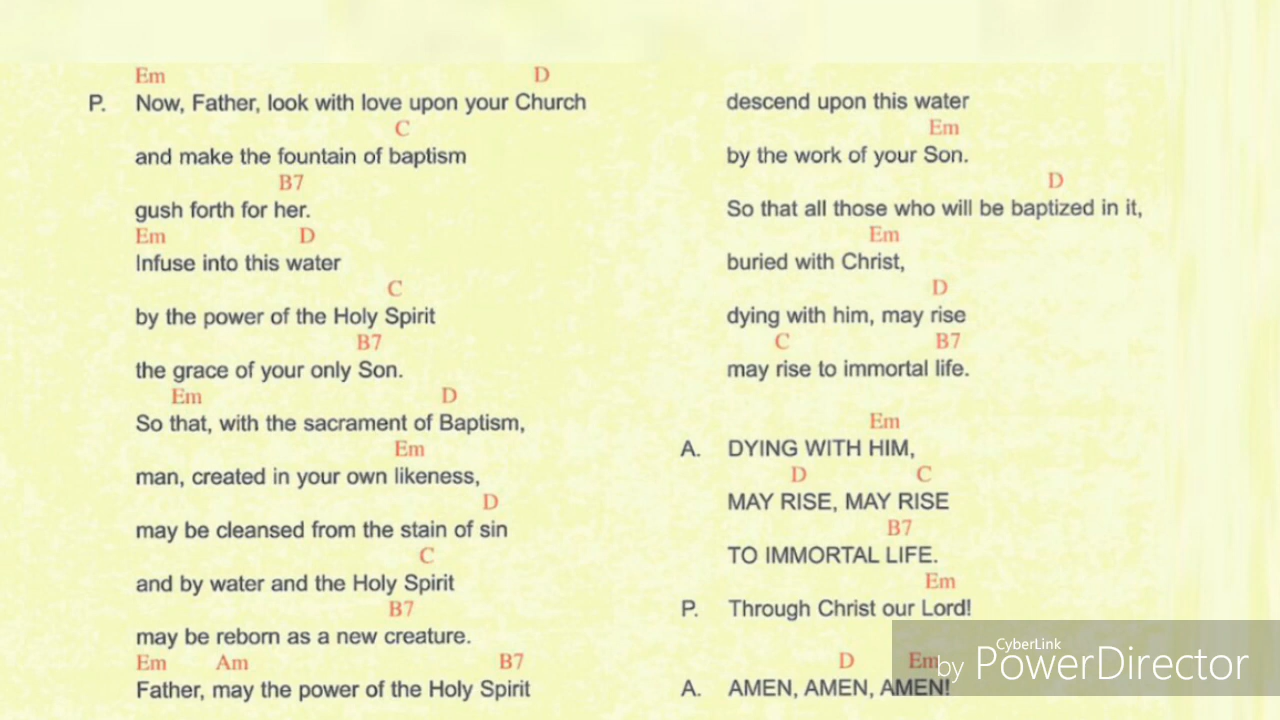 Em D
P. Now, Father, look with love upon your Church
C
and make the fountain of baptism
B7
gush forth for her.
Em D
Infuse into this water
C
by the power of the Holy Spirit
B7
the grace of your only Son.
Em D
So that, with the sacrament of Baptism,
Em
man, created in your own likeness,
D
may be cleansed from the stain of sin
C
and by water and the Holy Spirit
B7
may be reborn as a new creature.
Em Am B7
Father, may the power of the Holy Spirit
descend upon this water
Em
by the work of your Son.
D
So that all those who will be baptized in it,
Em
buried with Christ,
D
dying with him, may rise
C B7
may rise to immortal life.
Em
A. DYING WITH HIM,
D C
MAY RISE, MAY RISE
B7
TO IMMORTAL LIFE.
Em
P. Through Christ our Lord!
D Em
A. AMEN, AMEN, AMEN!
CyberLink
by PowerDirector